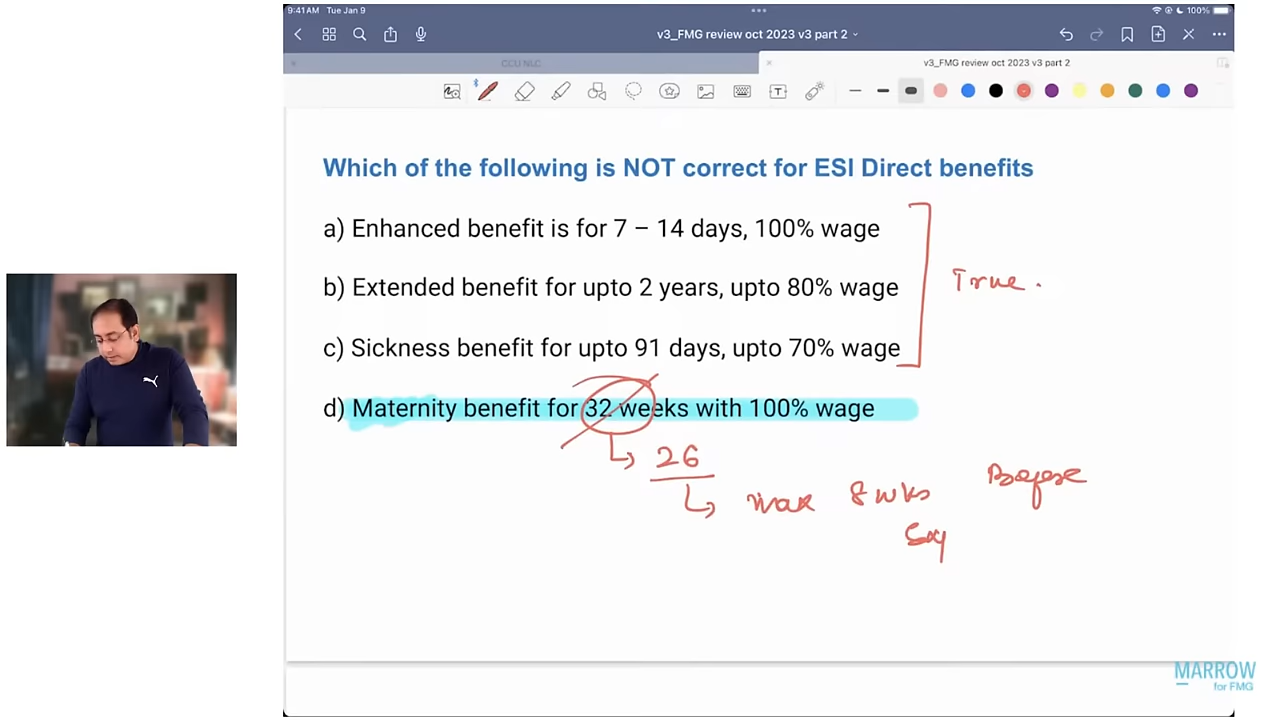 9:41 AM Tue Jan 9
100%
v3_FMG review oct 2023 v3 part 2
CCU NLC
v3_FMG review oct 2023 v3 part 2
Which of the following is NOT correct for ESI Direct benefits
a) Enhanced benefit is for 7 – 14 days, 100% wage
b) Extended benefit for upto 2 years, upto 80% wage
True.
c) Sickness benefit for upto 91 days, upto 70% wage
d) Maternity benefit for 32 weeks with 100% wage
26
max 8 wks Before
MARROW
for FMG